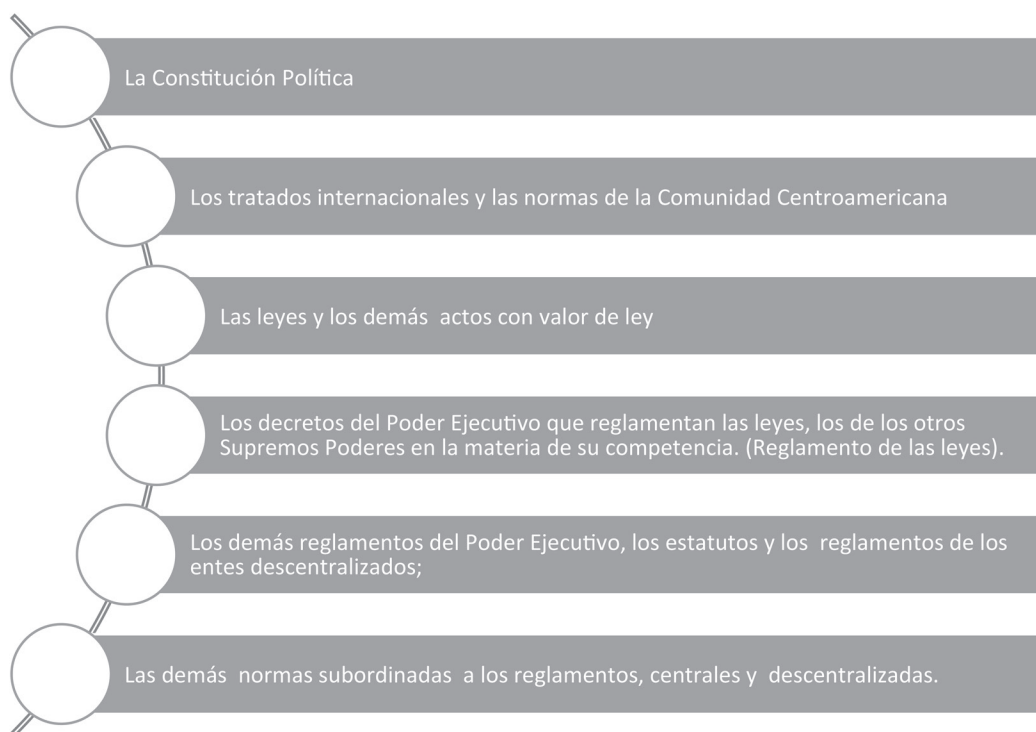 La Constitución Política
Los tratados internacionales y las normas de la Comunidad Centroamericana
Las leyes y los demás  actos con valor de ley
Los decretos del Poder Ejecutivo que reglamentan las leyes, los de los otros
Supremos Poderes en la materia de su competencia. (Reglamento de las leyes).
Los demás reglamentos del Poder Ejecutivo, los estatutos y los  reglamentos de los
entes descentralizados;
Las demás  normas subordinadas  a los reglamentos, centrales y  descentralizadas.